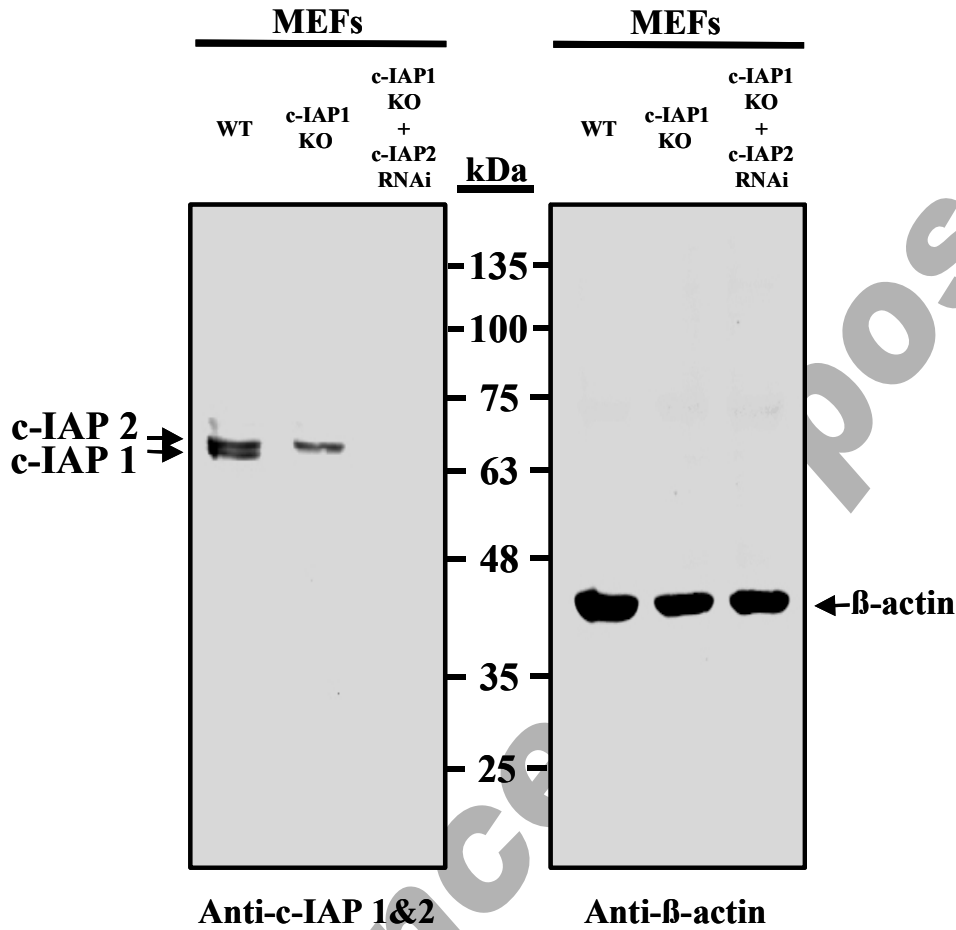 MEFs
WT
c-IAP1
KO
c-IAP1
KO
+
c-IAP2
RNAi
kDa
MEFs
WT
c-IAP1
KO
c-IAP1
KO
+
c-IAP2
RNAi
135
100
75
63
48
35
25
c-IAP 2
c-IAP 1
ß-actin
Anti-c-IAP 1&2
Anti-ß-actin